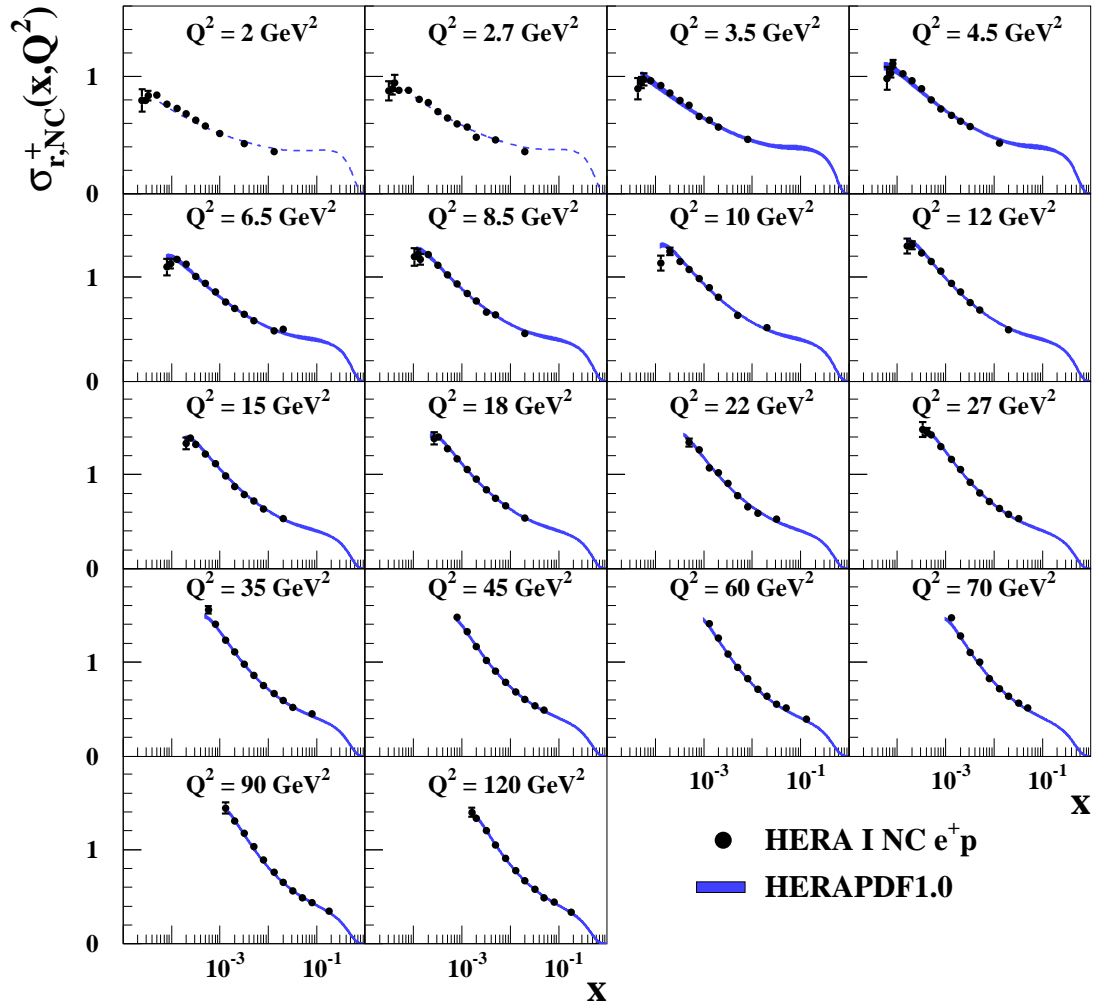 σ⁺r,NC(x,Q²)
Q² = 2 GeV²
Q² = 2.7 GeV²
Q² = 3.5 GeV²
Q² = 4.5 GeV²
1
0
Q² = 6.5 GeV²
Q² = 8.5 GeV²
Q² = 10 GeV²
Q² = 12 GeV²
1
0
Q² = 15 GeV²
Q² = 18 GeV²
Q² = 22 GeV²
Q² = 27 GeV²
1
0
Q² = 35 GeV²
Q² = 45 GeV²
Q² = 60 GeV²
Q² = 70 GeV²
1
0
10⁻³ 10⁻¹ 10⁻³ 10⁻¹
x
Q² = 90 GeV²
Q² = 120 GeV²
1
0
HERA I NC e⁺p
HERAPDF1.0
10⁻³ 10⁻¹ 10⁻³ 10⁻¹
x